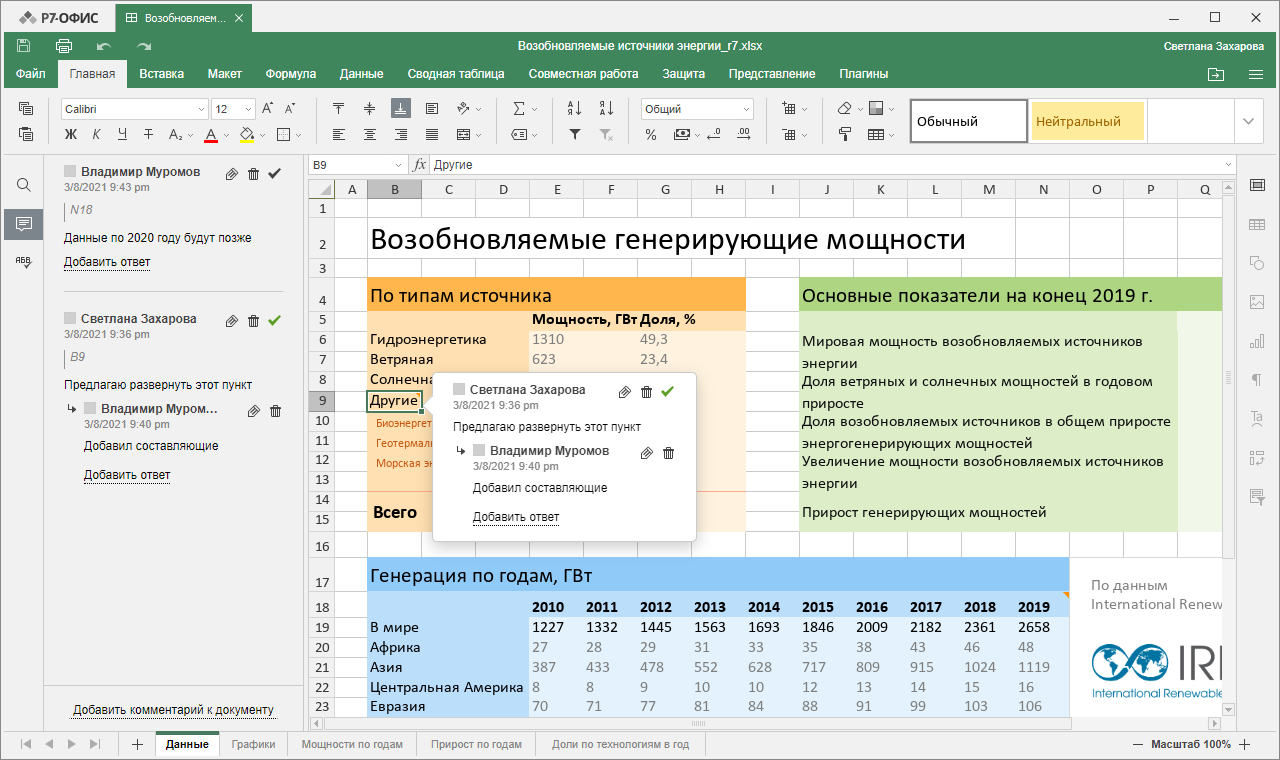 Р7-ОФИС
Возобновляем...
Возобновляемые источники энергии_r7.xlsx
Светлана Захарова
Файл Главная Вставка Макет Формула Данные Сводная таблица Совместная работа Защита Представление Плагины
Calibri 12 Общий
Обычный Нейтральный
Владимир Муромов
3/8/2021 9:43 pm
N18
Данные по 2020 году будут позже
Добавить ответ
Светлана Захарова
3/8/2021 9:36 pm
B9
Предлагаю развернуть этот пункт
Владимир Муром...
3/8/2021 9:40 pm
Добавил составляющие
Добавить ответ
Добавить комментарий к документу
B9 fx Другие
A B C D E F G H I J K L M N O P Q
1
2 Возобновляемые генерирующие мощности
3
4 По типам источника Основные показатели на конец 2019 г.
5 Мощность, ГВт Доля, %
6 Гидроэнергетика 1310 49,3 Мировая мощность возобновляемых источников
7 Ветряная 623 23,4 энергии
8 Солнечна Доля ветряных и солнечных мощностей в годовом
9 Другие приросте
10 Биоэнергет Доля возобновляемых источников в общем приросте
11 Геотермаль энергогенерирующих мощностей
12 Морская эн Увеличение мощности возобновляемых источников
13 энергии
14
15 Всего Прирост генерирующих мощностей
16
Светлана Захарова
3/8/2021 9:36 pm
Предлагаю развернуть этот пункт
Владимир Муромов
3/8/2021 9:40 pm
Добавил составляющие
Добавить ответ
17 Генерация по годам, ГВт
18 2010 2011 2012 2013 2014 2015 2016 2017 2018 2019
19 В мире 1227 1332 1445 1563 1693 1846 2009 2182 2361 2658
20 Африка 27 28 29 31 33 35 38 43 46 48
21 Азия 387 433 478 552 628 717 809 915 1024 1119
22 Центральная Америка 8 8 9 10 10 12 13 14 15 16
23 Евразия 70 71 77 81 84 88 91 99 103 106
По данным
International Renew
IRE
International Renewable
Данные Графики Мощности по годам Прирост по годам Доли по технологиям в год
Масштаб 100%